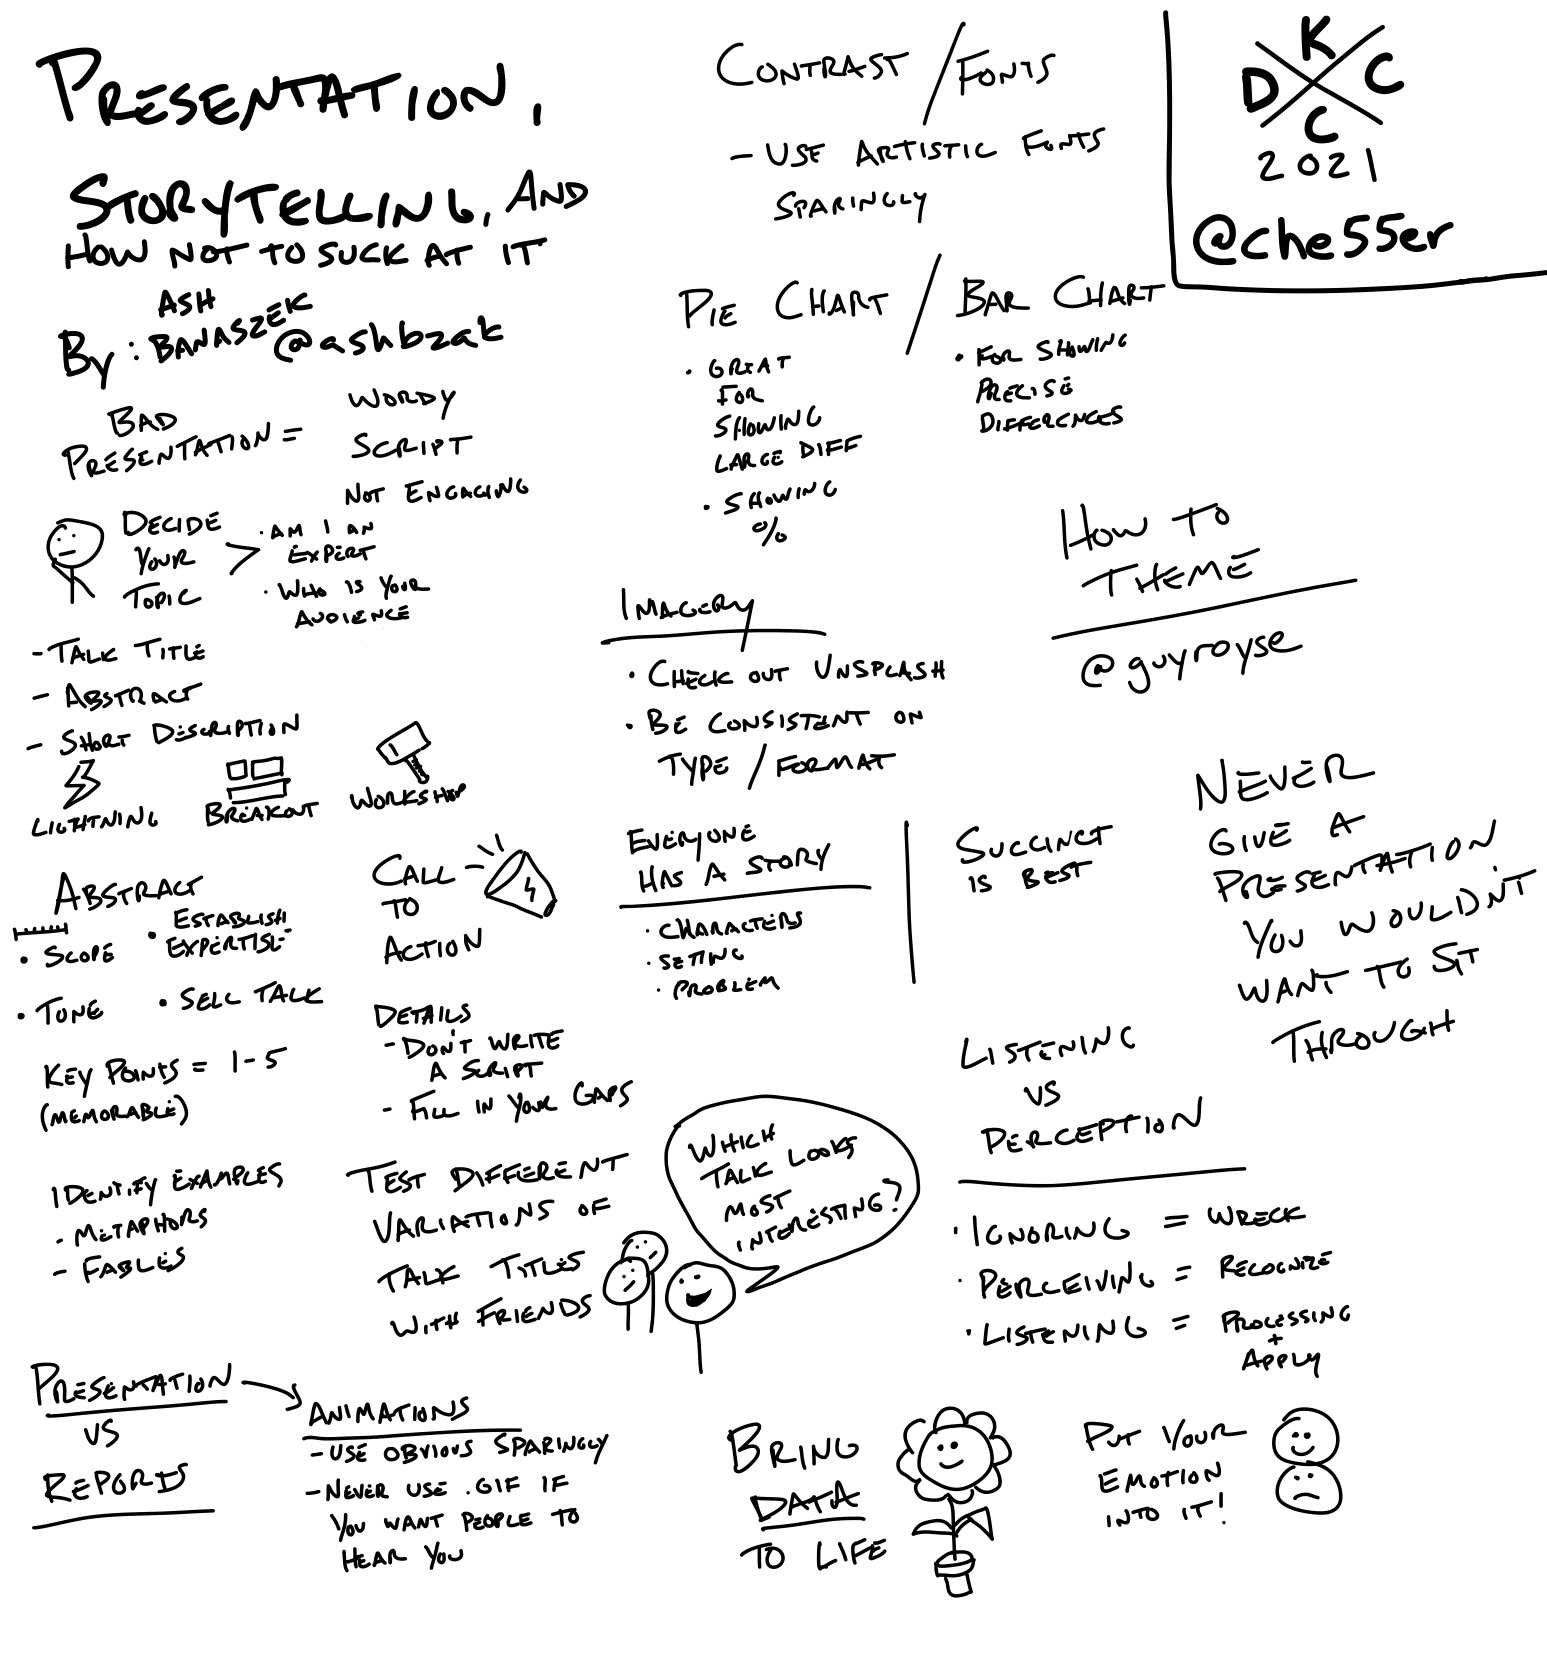 PRESENTATION,
STORYTELLING, AND
HOW NOT TO SUCK AT IT
By: ASH BANASZEK
@ashbzak
BAD
PRESENTATION =
WORDY
SCRIPT
NOT ENGAGING
DECIDE
YOUR
TOPIC
>
· AM I AN
EXPERT
· WHO IS YOUR
AUDIENCE
- TALK TITLE
- ABSTRACT
- SHORT DESCRIPTION
LIGHTNING
BREAKOUT
WORKSHOP
ABSTRACT
• SCOPE
• ESTABLISH
EXPERTISE
• TONE
• SELL TALK
KEY POINTS = 1-5
(MEMORABLE)
IDENTIFY EXAMPLES
- METAPHORS
- FABLES
CALL
TO
ACTION
DETAILS
- DON'T WRITE
A SCRIPT
- FILL IN YOUR GAPS
TEST DIFFERENT
VARIATIONS OF
TALK TITLES
WITH FRIENDS
WHICH
TALK LOOKS
MOST
INTERESTING?
PRESENTATION
VS
REPORTS
ANIMATIONS
- USE OBVIOUS SPARINGLY
- NEVER USE .GIF IF
YOU WANT PEOPLE TO
HEAR YOU
CONTRAST / FONTS
- USE ARTISTIC FONTS
SPARINGLY
PIE CHART / BAR CHART
• GREAT
FOR
SHOWING
LARGE DIFF
• SHOWING
%
• FOR SHOWING
PRECISE
DIFFERENCES
IMAGERY
• CHECK OUT UNSPLASH
• BE CONSISTENT ON
TYPE / FORMAT
HOW TO
THEME
@guyroyse
EVERYONE
HAS A STORY
· CHARACTERS
· SETING
· PROBLEM
SUCCINCT
IS BEST
NEVER
GIVE A
PRESENTATION
YOU WOULDN'T
WANT TO SIT
THROUGH
LISTENING
VS
PERCEPTION
· IGNORING = WRECK
· PERCEIVING = RECOGNIZE
· LISTENING = PROCESSING
+
APPLY
BRING
DATA
TO LIFE
PUT YOUR
EMOTION
INTO IT!
K
D C
C
2021
@che55er